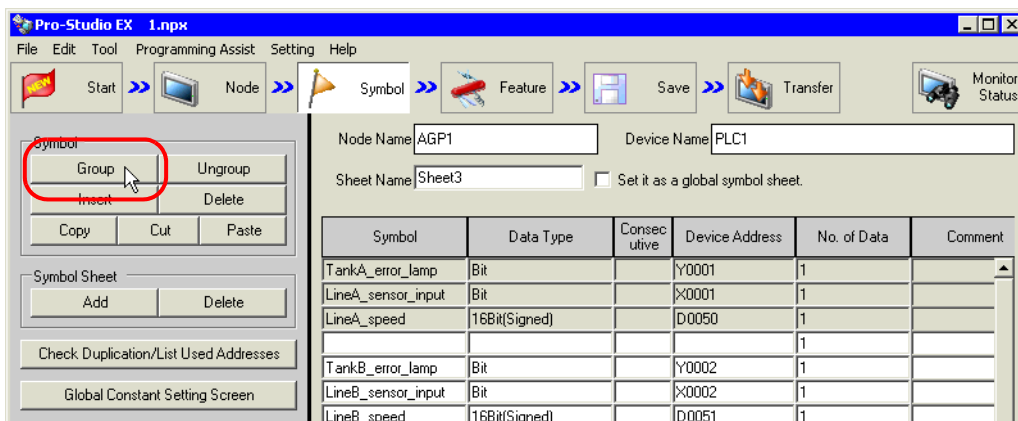 Pro-Studio EX 1.npx
File Edit Tool Programming Assist Setting Help
NEW Start Node Symbol Feature Save Transfer Monitor Status
Symbol
Group Ungroup
Insert Delete
Copy Cut Paste
Symbol Sheet
Add Delete
Check Duplication/List Used Addresses
Global Constant Setting Screen
Node Name AGP1 Device Name PLC1
Sheet Name Sheet3 Set it as a global symbol sheet.
Symbol Data Type Consecutive Device Address No. of Data Comment
TankA_error_lamp Bit Y0001 1
LineA_sensor_input Bit X0001 1
LineA_speed 16Bit(Signed) D0050 1
1
TankB_error_lamp Bit Y0002 1
LineB_sensor_input Bit X0002 1
LineB_speed 16Bit(Signed) D0051 1